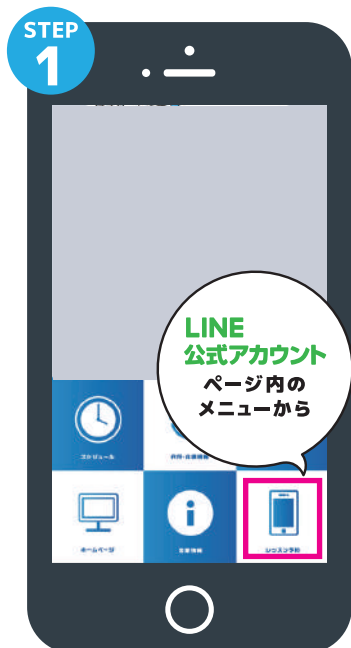 STEP
1
LINE
公式アカウント
ページ内の
メニューから
スケジュール
ホームページ
レッスン予約